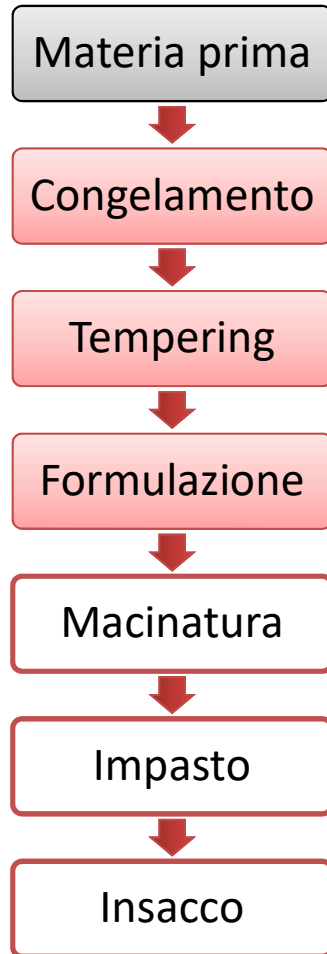 Materia prima
Congelamento
Tempering
Formulazione
Macinatura
Impasto
Insacco